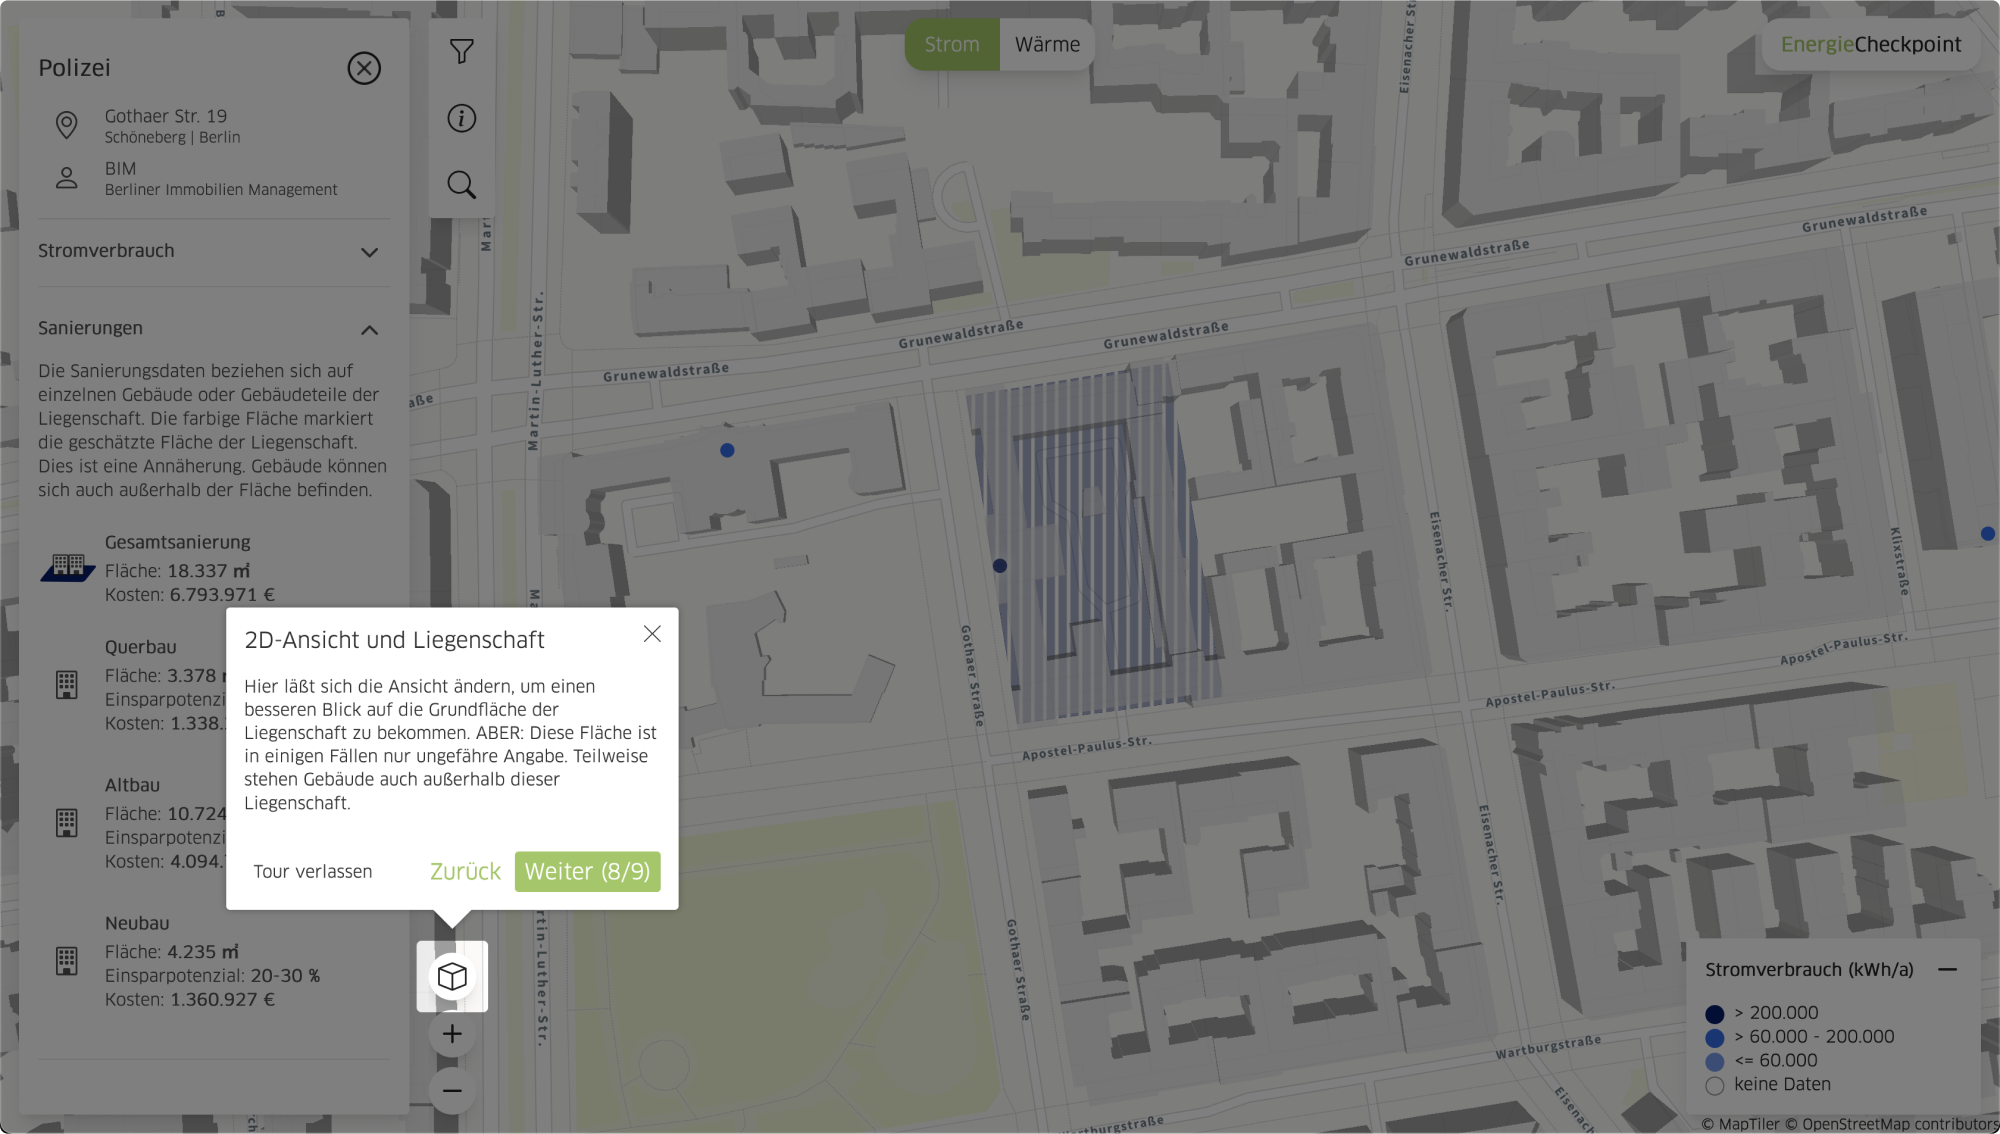 Polizei
Gothaer Str. 19
Schöneberg | Berlin
BIM
Berliner Immobilien Management
Stromverbrauch
Sanierungen
Die Sanierungsdaten beziehen sich auf
einzelnen Gebäude oder Gebäudeteile der
Liegenschaft. Die farbige Fläche markiert
die geschätzte Fläche der Liegenschaft.
Dies ist eine Annäherung. Gebäude können
sich auch außerhalb der Fläche befinden.
Gesamtsanierung
Fläche: 18.337 ㎡
Kosten: 6.793.971 €
Querbau
Fläche: 3.378
Einsparpotenzi
Kosten: 1.338.
Altbau
Fläche: 10.724
Einsparpotenzi
Kosten: 4.094.
Neubau
Fläche: 4.235 ㎡
Einsparpotenzial: 20-30 %
Kosten: 1.360.927 €
2D-Ansicht und Liegenschaft
Hier läßt sich die Ansicht ändern, um einen
besseren Blick auf die Grundfläche der
Liegenschaft zu bekommen. ABER: Diese Fläche ist
in einigen Fällen nur ungefähre Angabe. Teilweise
stehen Gebäude auch außerhalb dieser
Liegenschaft.
Tour verlassen
Zurück
Weiter (8/9)
Strom
Wärme
EnergieCheckpoint
Eisenacher Str.
Grunewaldstraße
Grunewaldstraße
Grunewaldstraße
Grunewaldstraße
Grunewaldstraße
aße
Mar
Martin-Luther-Str.
Ma
rtin-Luther-Str.
Gothaer Straße
Gothaer Straße
Eisenacher Str.
Eisenacher Str.
Eisenach
Klixstraße
Apostel-Paulus-Str.
Apostel-Paulus-Str.
Apostel-Paulus-Str.
Wartburgstraße
thurgstraße
Stromverbrauch (kWh/a)
> 200.000
> 60.000 - 200.000
<= 60.000
keine Daten
© MapTiler © OpenStreetMap contributors